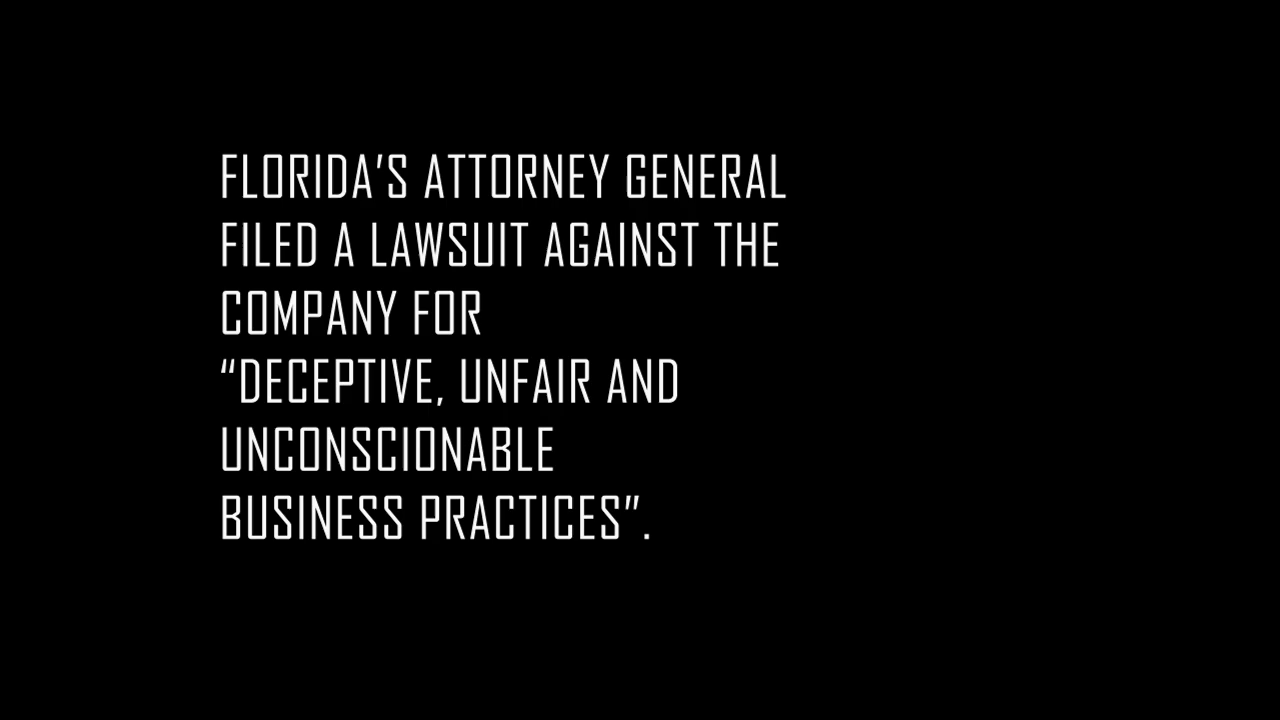 FLORIDA’S ATTORNEY GENERAL
FILED A LAWSUIT AGAINST THE
COMPANY FOR
“DECEPTIVE, UNFAIR AND
UNCONSCIONABLE
BUSINESS PRACTICES”.